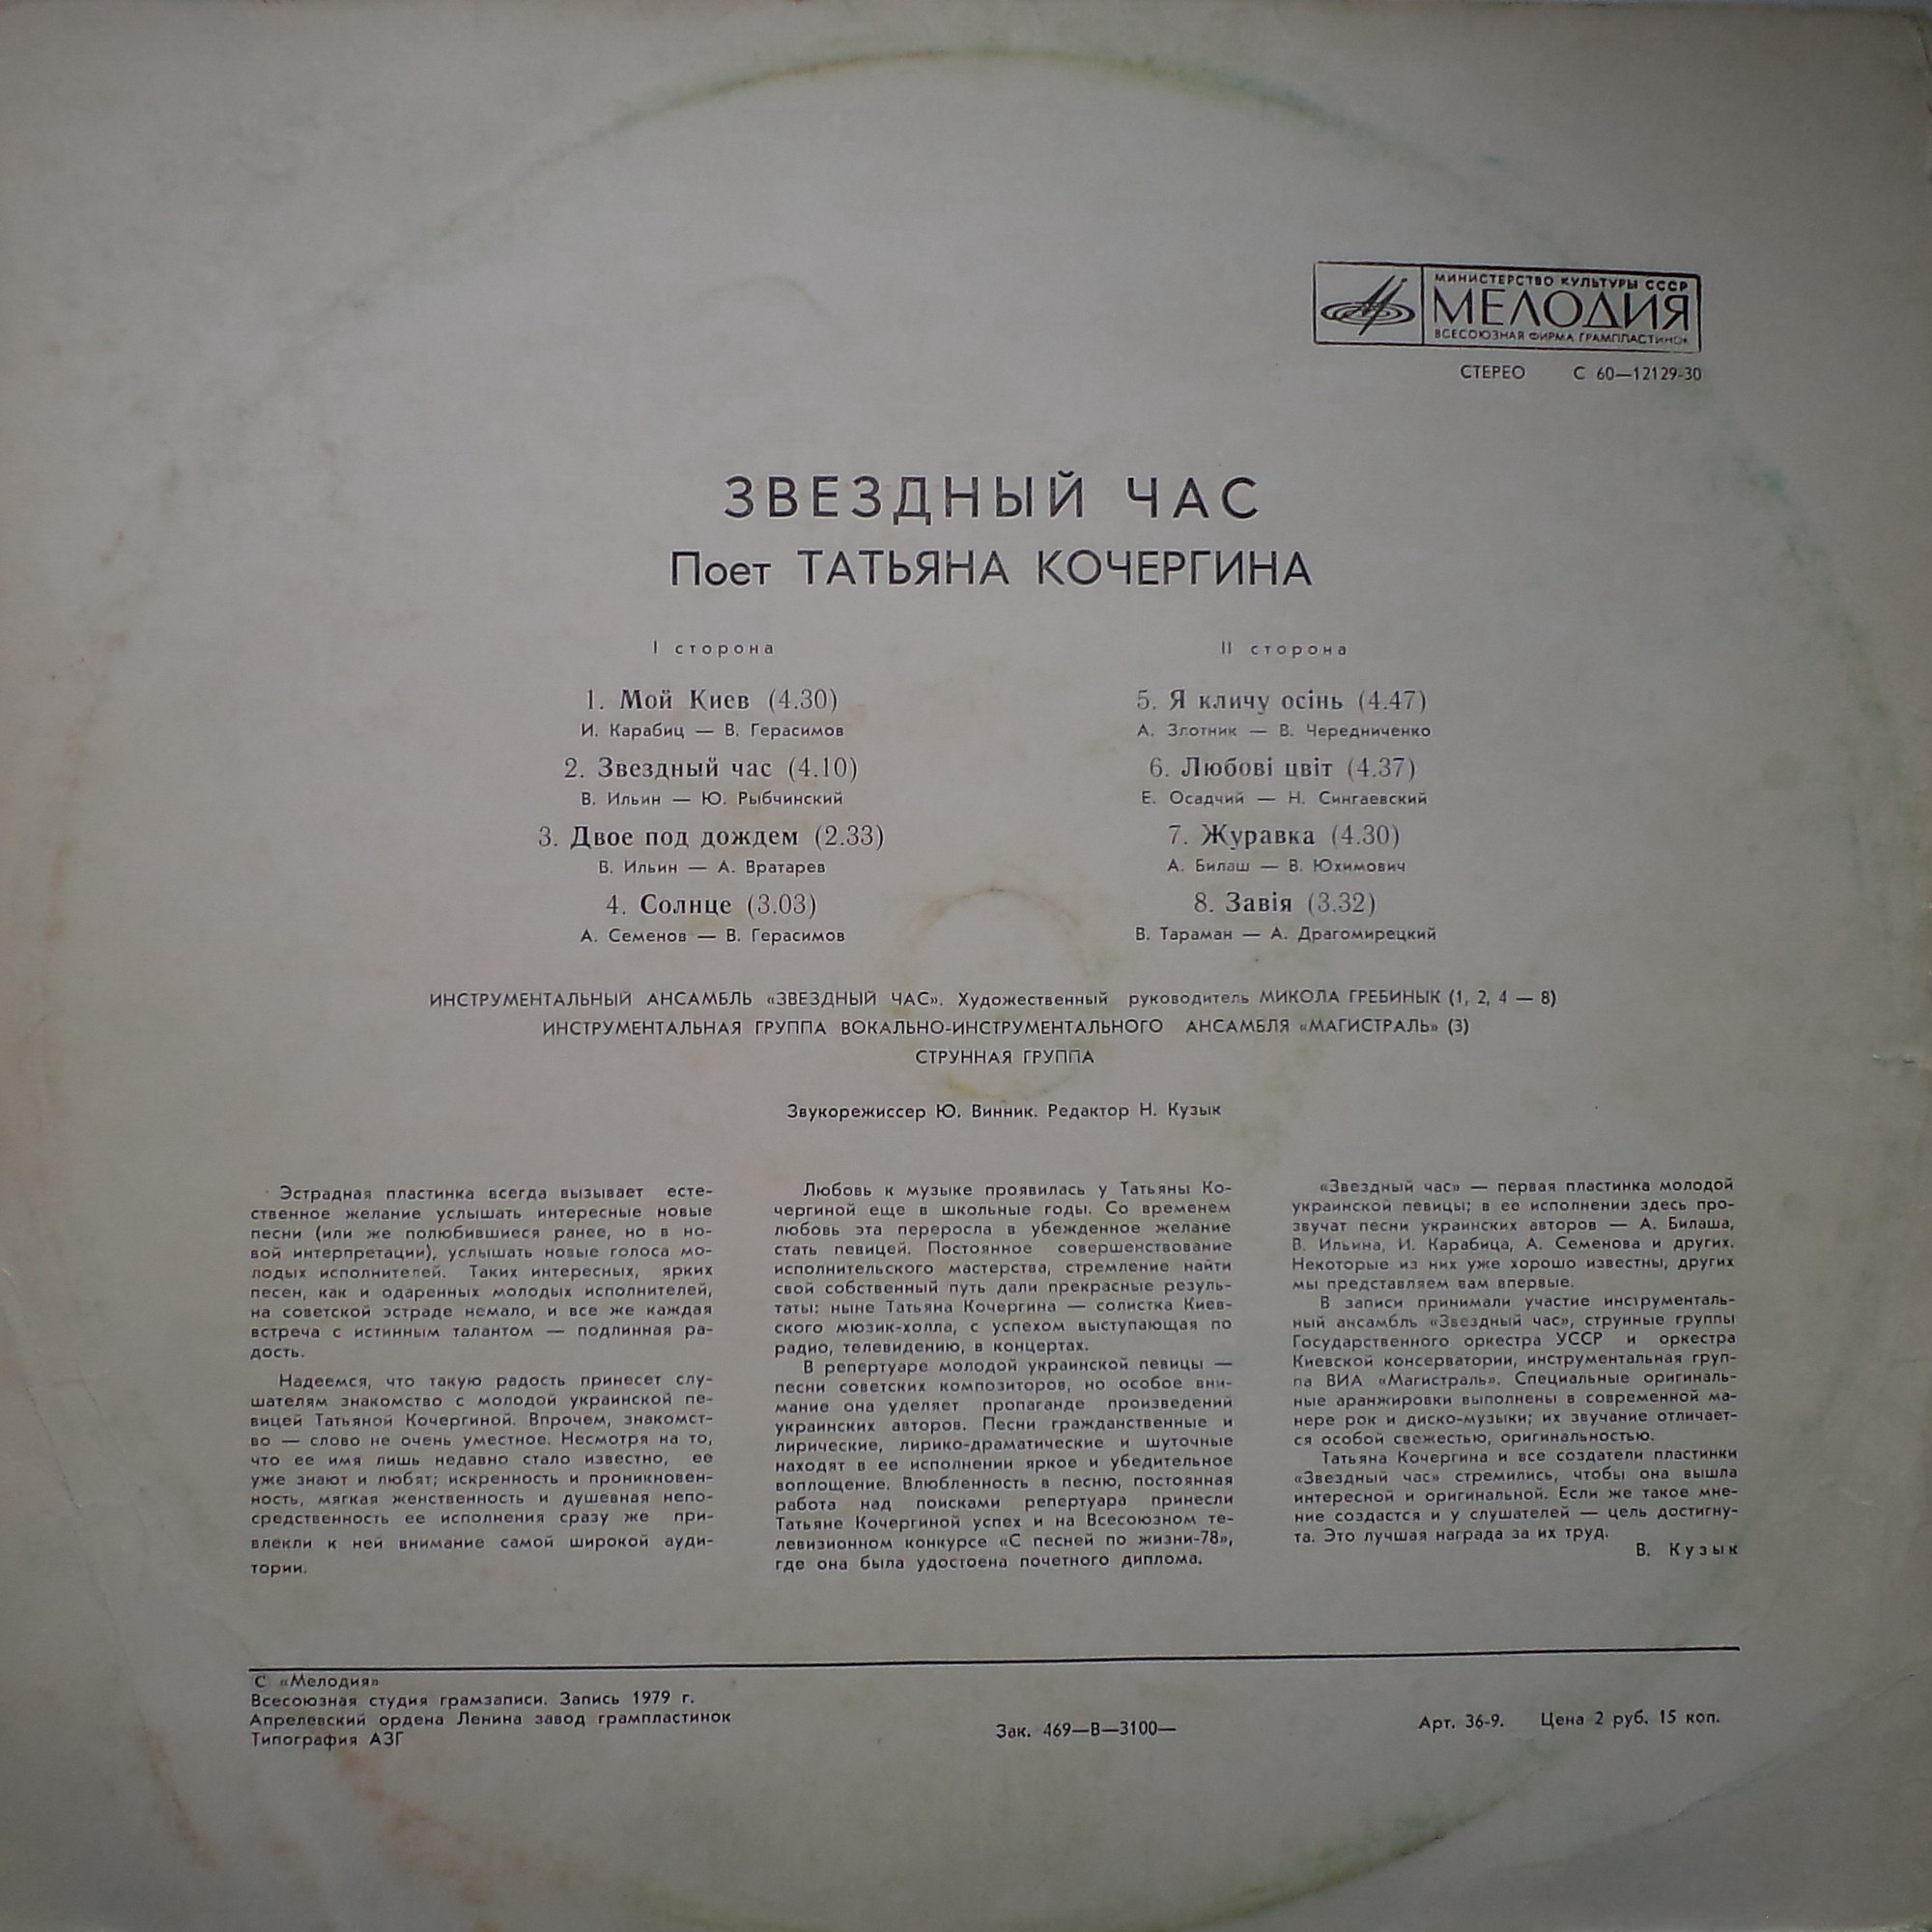 МИНИСТЕРСТВО КУЛЬТУРЫ СССР
МЕЛОДИЯ
ВСЕСОЮЗНАЯ ФИРМА ГРАМПЛАСТИНОК
СТЕРЕО С 60—12129-30
ЗВЕЗДНЫЙ ЧАС
Поет ТАТЬЯНА КОЧЕРГИНА
I сторона
1. Мой Киев (4.30)
И. Карабиц — В. Герасимов
2. Звездный час (4.10)
В. Ильин — Ю. Рыбчинский
3. Двое под дождем (2.33)
В. Ильин — А. Вратарев
4. Солнце (3.03)
А. Семенов — В. Герасимов
II сторона
5. Я кличу осінь (4.47)
А. Злотник — В. Чередниченко
6. Любові цвіт (4.37)
Е. Осадчий — Н. Сингаевский
7. Журавка (4.30)
А. Билаш — В. Юхимович
8. Завія (3.32)
В. Тараман — А. Драгомирецкий
ИНСТРУМЕНТАЛЬНЫЙ АНСАМБЛЬ «ЗВЕЗДНЫЙ ЧАС». Художественный руководитель МИКОЛА ГРЕБИНЫК (1, 2, 4 — 8)
ИНСТРУМЕНТАЛЬНАЯ ГРУППА ВОКАЛЬНО-ИНСТРУМЕНТАЛЬНОГО АНСАМБЛЯ «МАГИСТРАЛЬ» (3)
СТРУННАЯ ГРУППА
Звукорежиссер Ю. Винник. Редактор Н. Кузык
Эстрадная пластинка всегда вызывает есте-
ственное желание услышать интересные новые
песни (или же полюбившиеся ранее, но в но-
вой интерпретации), услышать новые голоса мо-
лодых исполнителей. Таких интересных, ярких
песен, как и одаренных молодых исполнителей,
на советской эстраде немало, и все же каждая
встреча с истинным талантом — подлинная ра-
дость.
Надеемся, что такую радость принесет слу-
шателям знакомство с молодой украинской пе-
вицей Татьяной Кочергиной. Впрочем, знакомст-
во — слово не очень уместное. Несмотря на то,
что ее имя лишь недавно стало известно, ее
уже знают и любят; искренность и проникновен-
ность, мягкая женственность и душевная непо-
средственность ее исполнения сразу же при-
влекли к ней внимание самой широкой ауди-
тории.
Любовь к музыке проявилась у Татьяны Ко-
чергиной еще в школьные годы. Со временем
любовь эта переросла в убежденное желание
стать певицей. Постоянное совершенствование
исполнительского мастерства, стремление найти
свой собственный путь дали прекрасные резуль-
таты: ныне Татьяна Кочергина — солистка Киев-
ского мюзик-холла, с успехом выступающая по
радио, телевидению, в концертах.
В репертуаре молодой украинской певицы —
песни советских композиторов, но особое вни-
мание она уделяет пропаганде произведений
украинских авторов. Песни гражданственные и
лирические, лирико-драматические и шуточные
находят в ее исполнении яркое и убедительное
воплощение. Влюбленность в песню, постоянная
работа над поисками репертуара принесли
Татьяне Кочергиной успех и на Всесоюзном те-
левизионном конкурсе «С песней по жизни-78»,
где она была удостоена почетного диплома.
«Звездный час» — первая пластинка молодой
украинской певицы; в ее исполнении здесь про-
звучат песни украинских авторов — А. Билаша,
В. Ильина, И. Карабица, А. Семенова и других.
Некоторые из них уже хорошо известны, других
мы представляем вам впервые.
В записи принимали участие инструменталь-
ный ансамбль «Звездный час», струнные группы
Государственного оркестра УССР и оркестра
Киевской консерватории, инструментальная груп-
па ВИА «Магистраль». Специальные оригиналь-
ные аранжировки выполнены в современной ма-
нере рок и диско-музыки; их звучание отличает-
ся особой свежестью, оригинальностью.
Татьяна Кочергина и все создатели пластинки
«Звездный час» стремились, чтобы она вышла
интересной и оригинальной. Если же такое мне-
ние создастся и у слушателей — цель достигну-
та. Это лучшая награда за их труд.
В. Кузык
С «Мелодия»
Всесоюзная студия грамзаписи. Запись 1979 г.
Апрелевский ордена Ленина завод грампластинок
Типография АЗГ
Зак. 469—В—3100—
Арт. 36-9. Цена 2 руб. 15 коп.